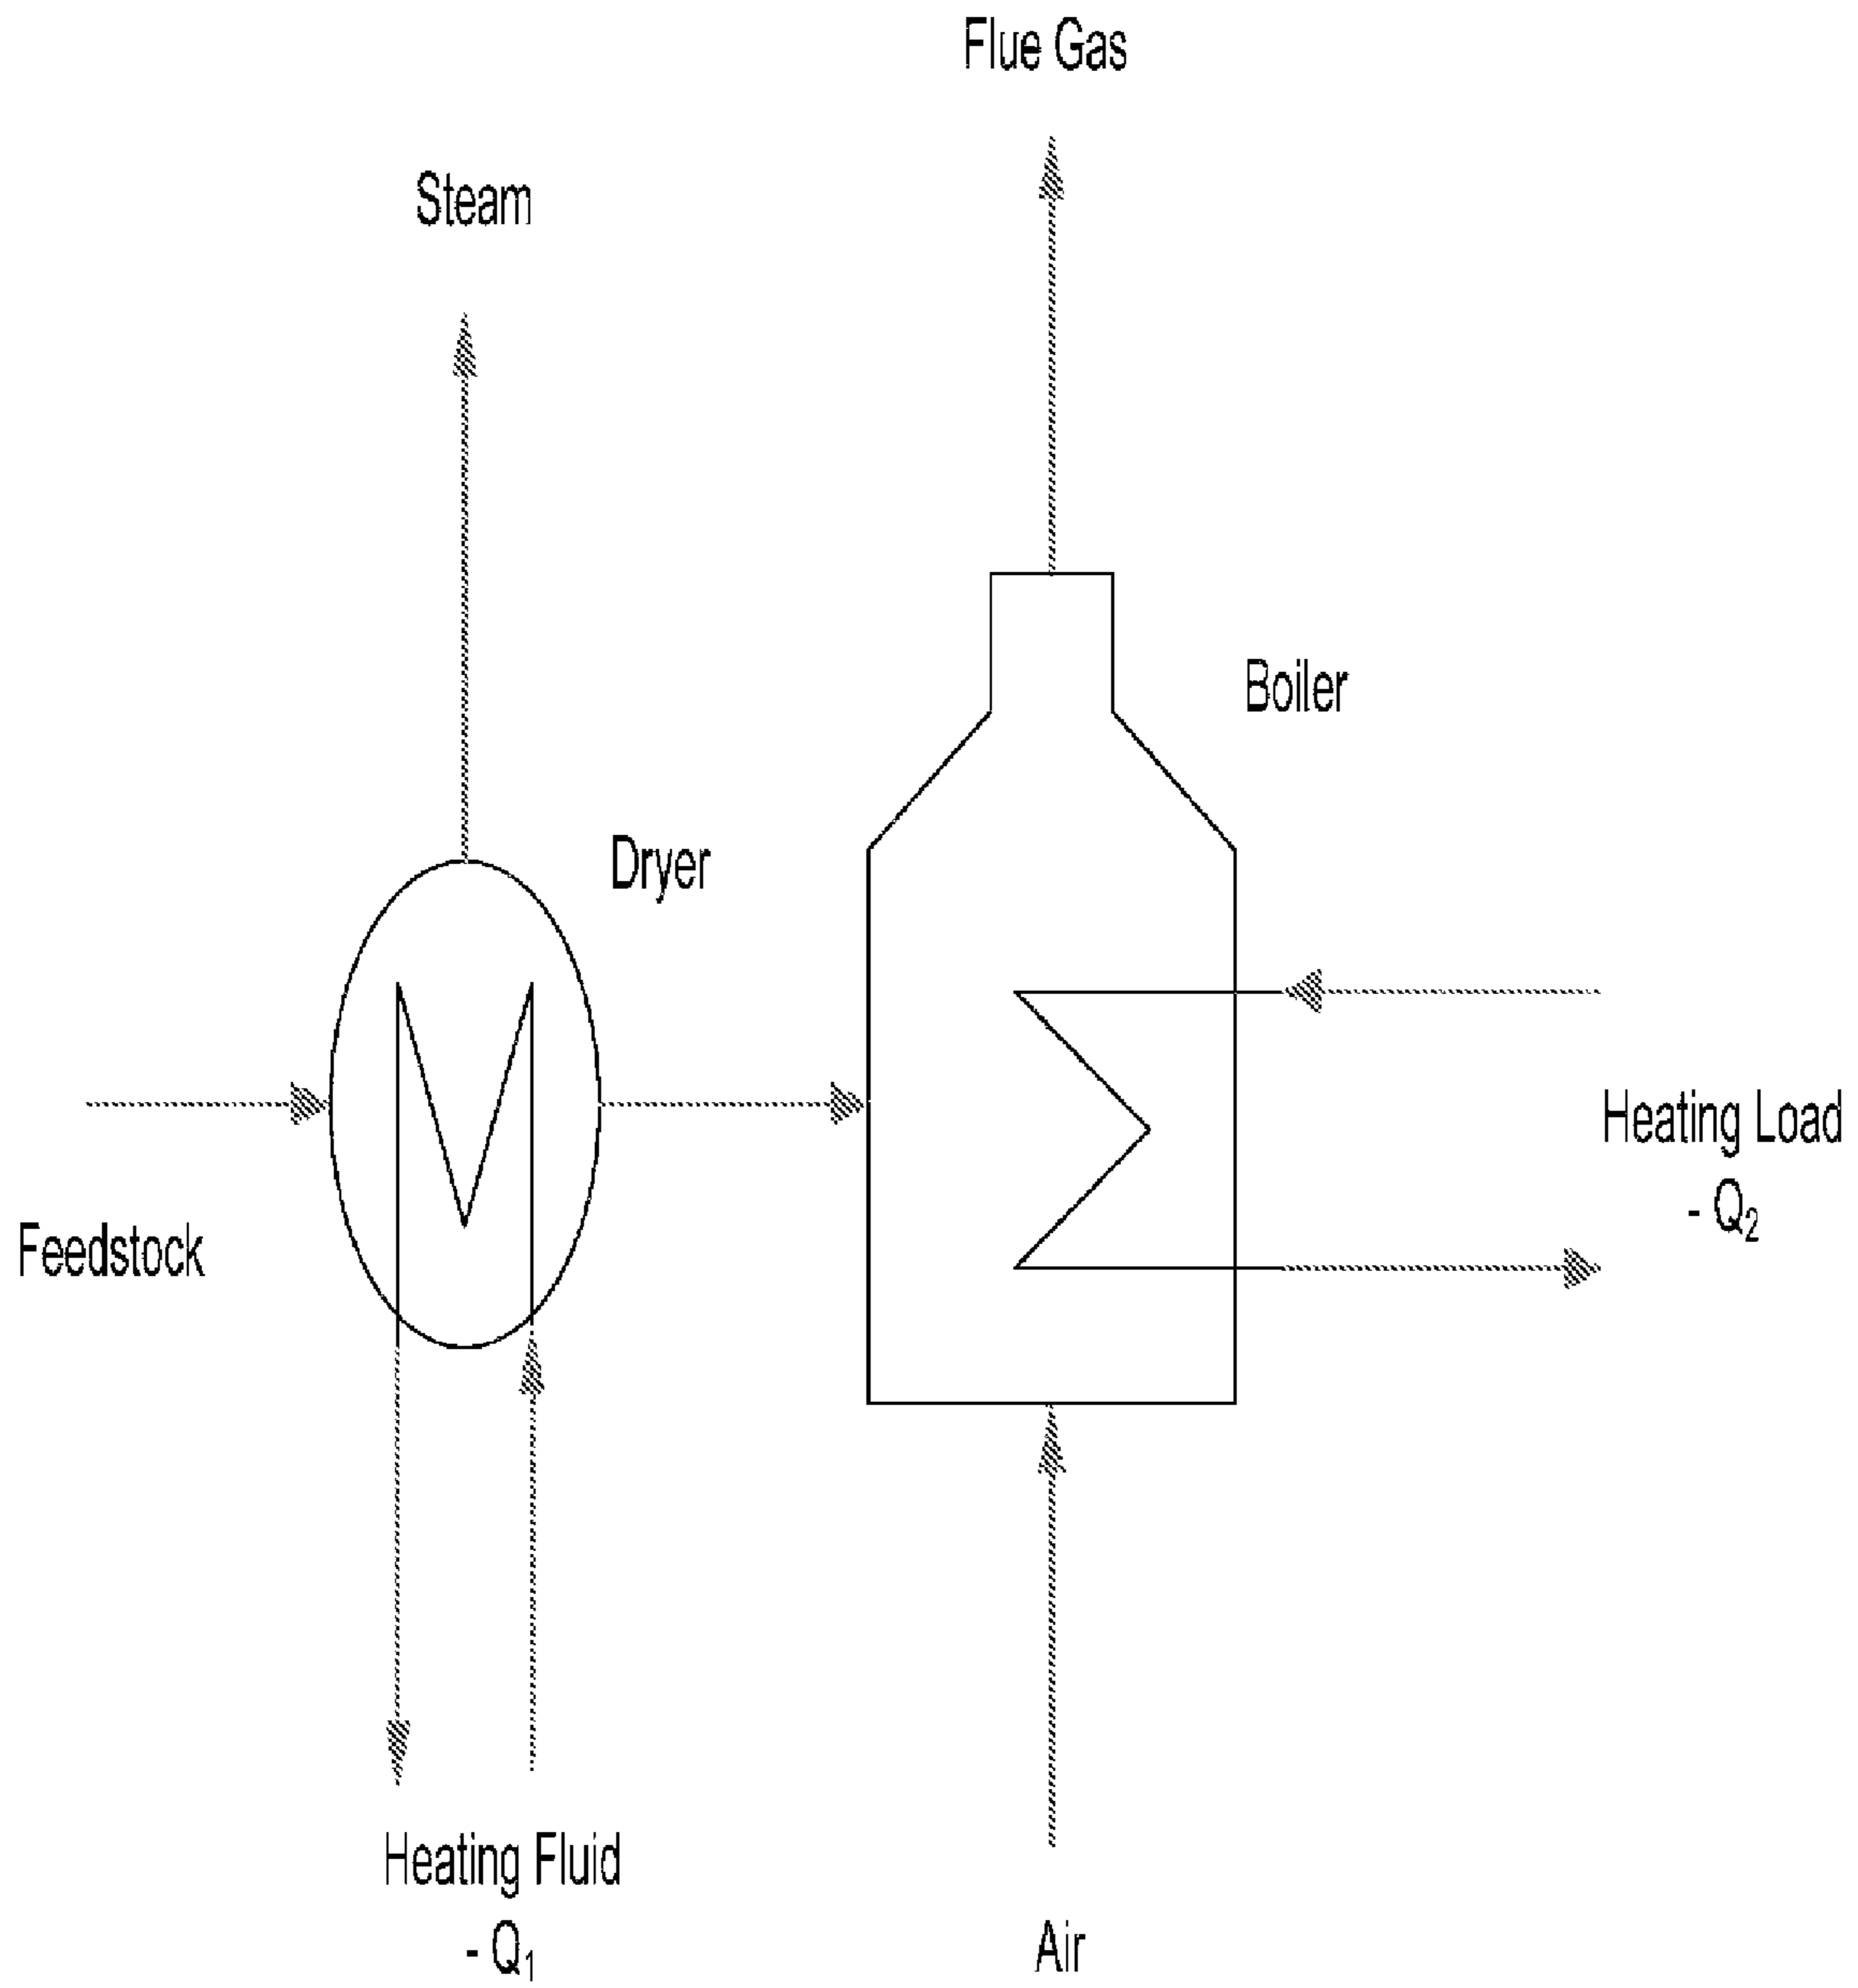 Flue Gas
Steam
Boiler
Dryer
Heating Load
- Q₂
Feedstock
Heating Fluid
- Q₁
Air